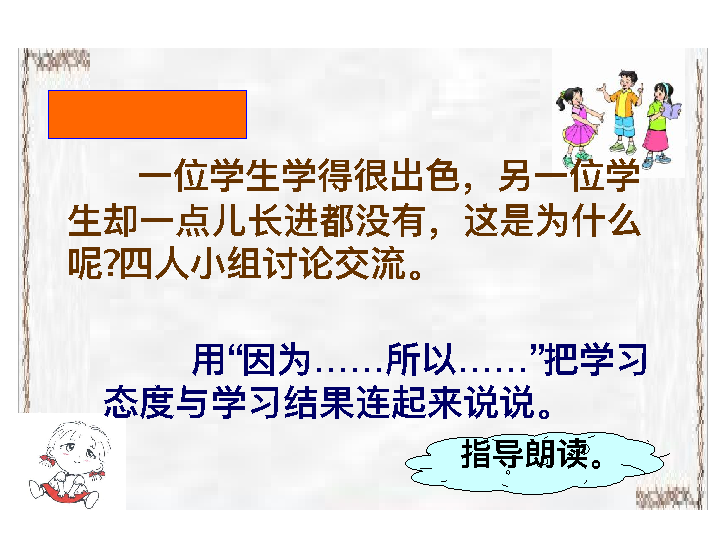 一位学生学得很出色，另一位学
生却一点儿长进都没有，这是为什么
呢?四人小组讨论交流。
用“因为……所以……”把学习
态度与学习结果连起来说说。
指导朗读。